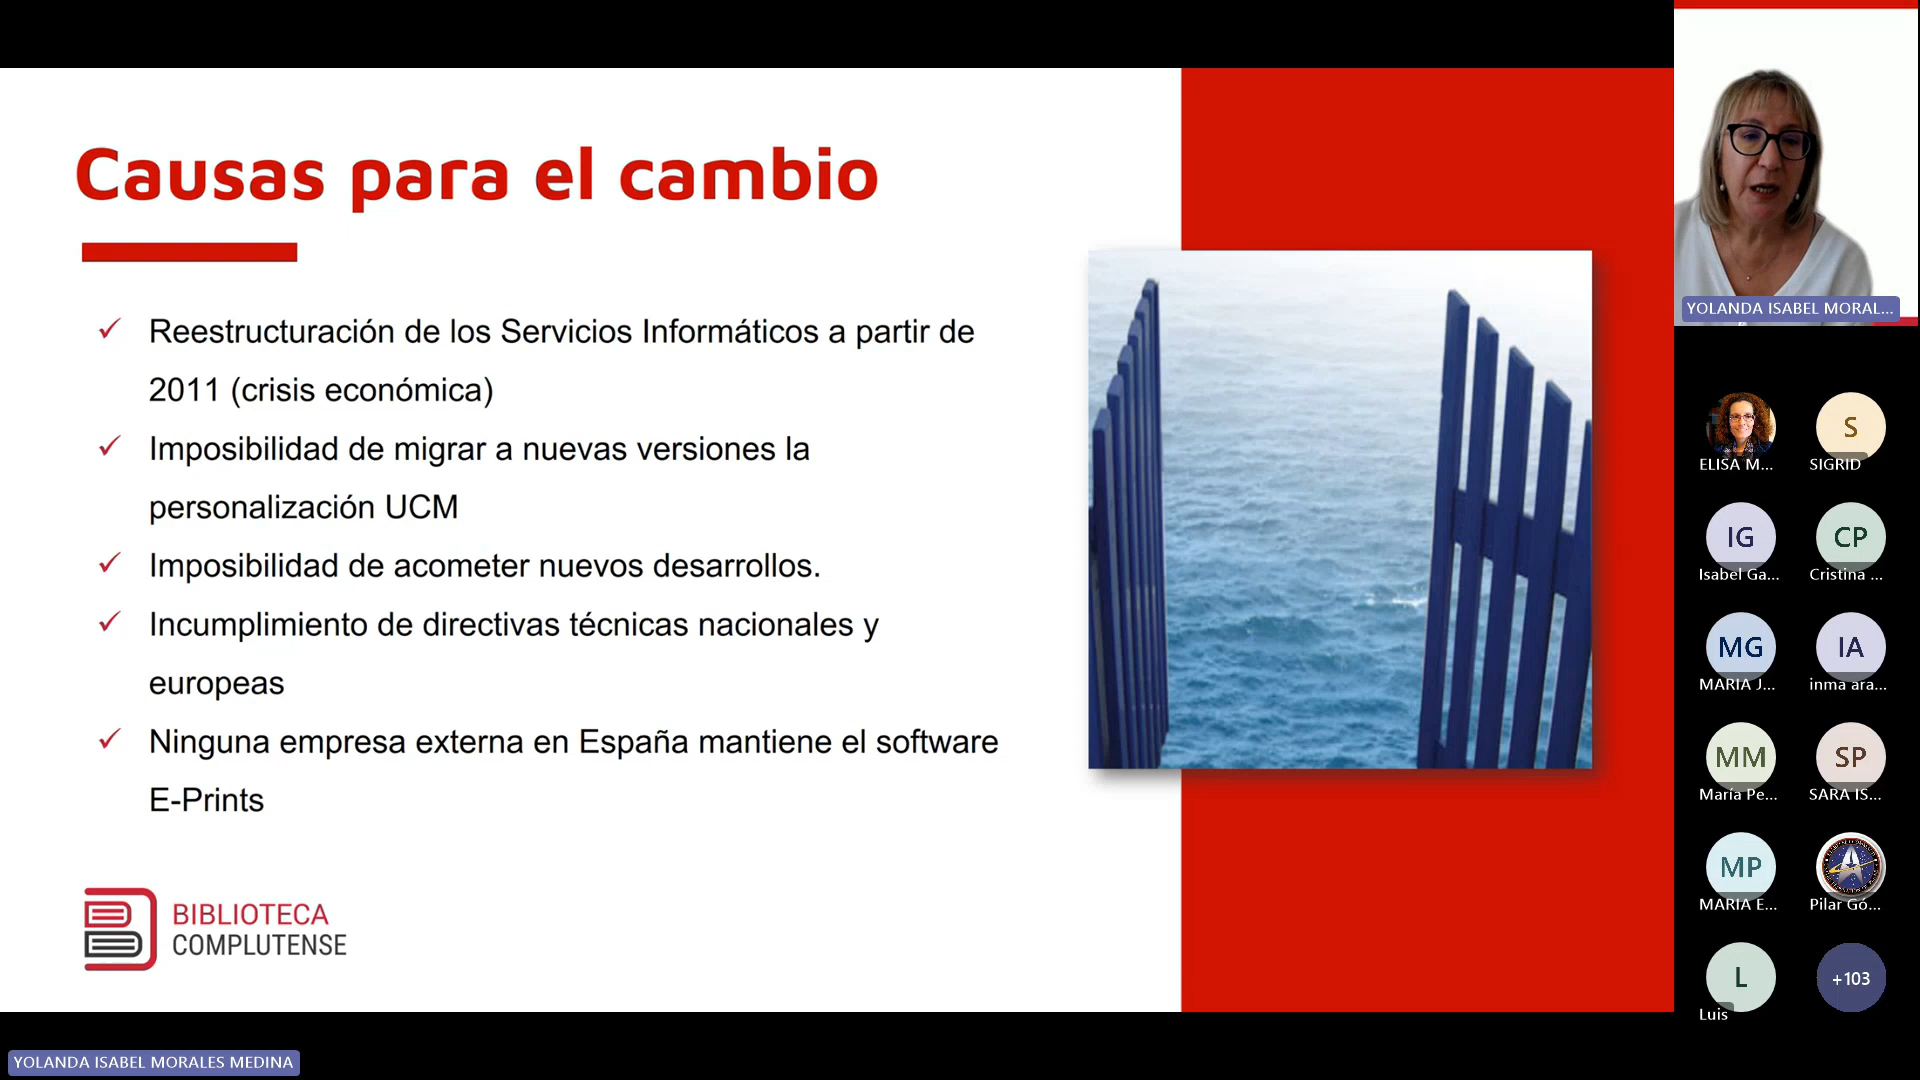 Causas para el cambio
✓ Reestructuración de los Servicios Informáticos a partir de
2011 (crisis económica)
✓ Imposibilidad de migrar a nuevas versiones la
personalización UCM
✓ Imposibilidad de acometer nuevos desarrollos.
✓ Incumplimiento de directivas técnicas nacionales y
europeas
✓ Ninguna empresa externa en España mantiene el software
E-Prints
BIBLIOTECA
COMPLUTENSE
YOLANDA ISABEL MORALES MEDINA
YOLANDA ISABEL MORAL...
ELISA M...
S
SIGRID
IG
Isabel Ga...
CP
Cristina ...
MG
MARIA J...
IA
inma ara...
MM
María Pe...
SP
SARA IS...
MP
MARIA E...
Pilar Gó...
L
Luis
+103